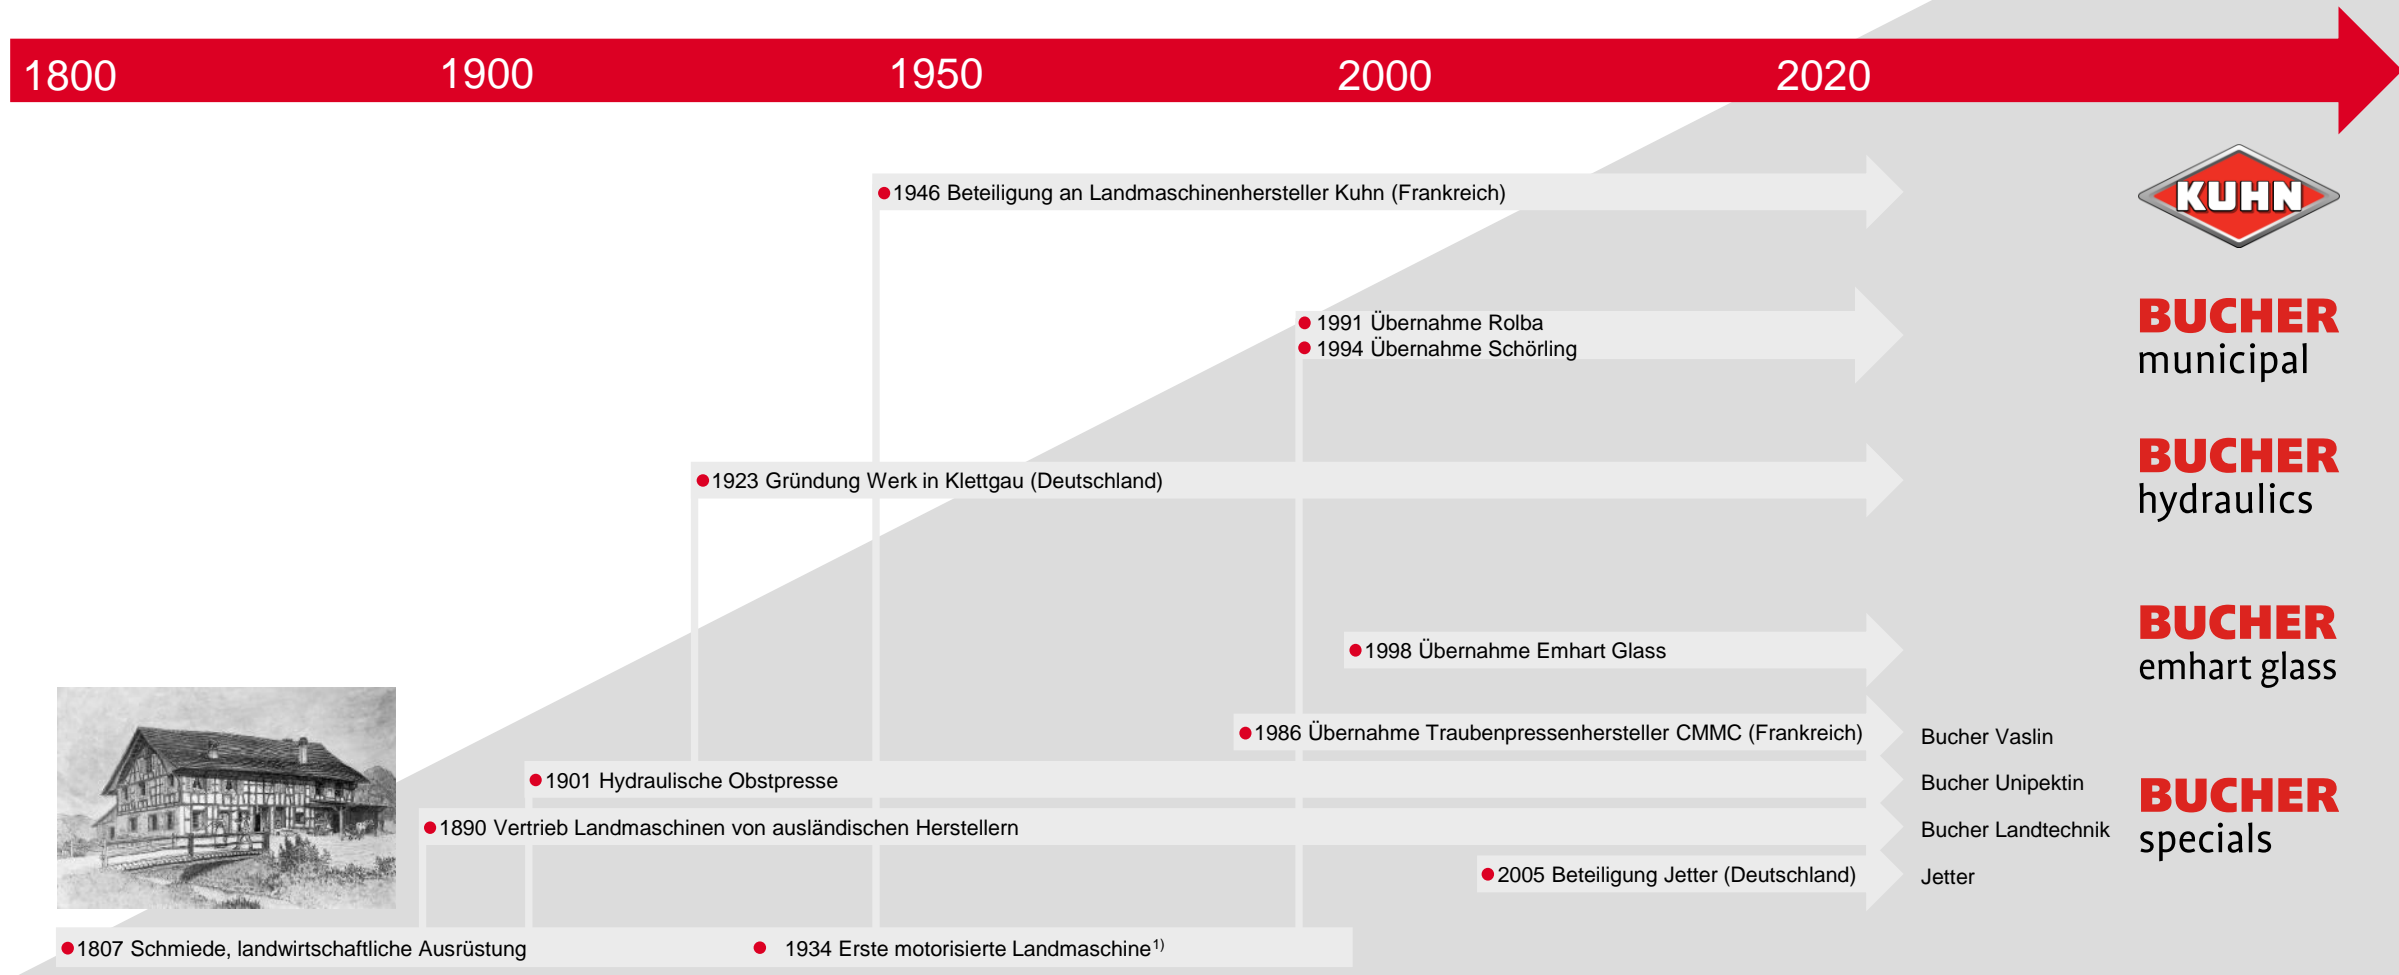 1800 1900 1950 2000 2020
1946 Beteiligung an Landmaschinenhersteller Kuhn (Frankreich)
KUHN
1991 Übernahme Rolba
1994 Übernahme Schörling
BUCHER
municipal
1923 Gründung Werk in Klettgau (Deutschland)
BUCHER
hydraulics
1998 Übernahme Emhart Glass
BUCHER
emhart glass
1986 Übernahme Traubenpressenhersteller CMMC (Frankreich)
Bucher Vaslin
1901 Hydraulische Obstpresse
Bucher Unipektin
1890 Vertrieb Landmaschinen von ausländischen Herstellern
Bucher Landtechnik
BUCHER
specials
2005 Beteiligung Jetter (Deutschland)
Jetter
1807 Schmiede, landwirtschaftliche Ausrüstung
1934 Erste motorisierte Landmaschine1)